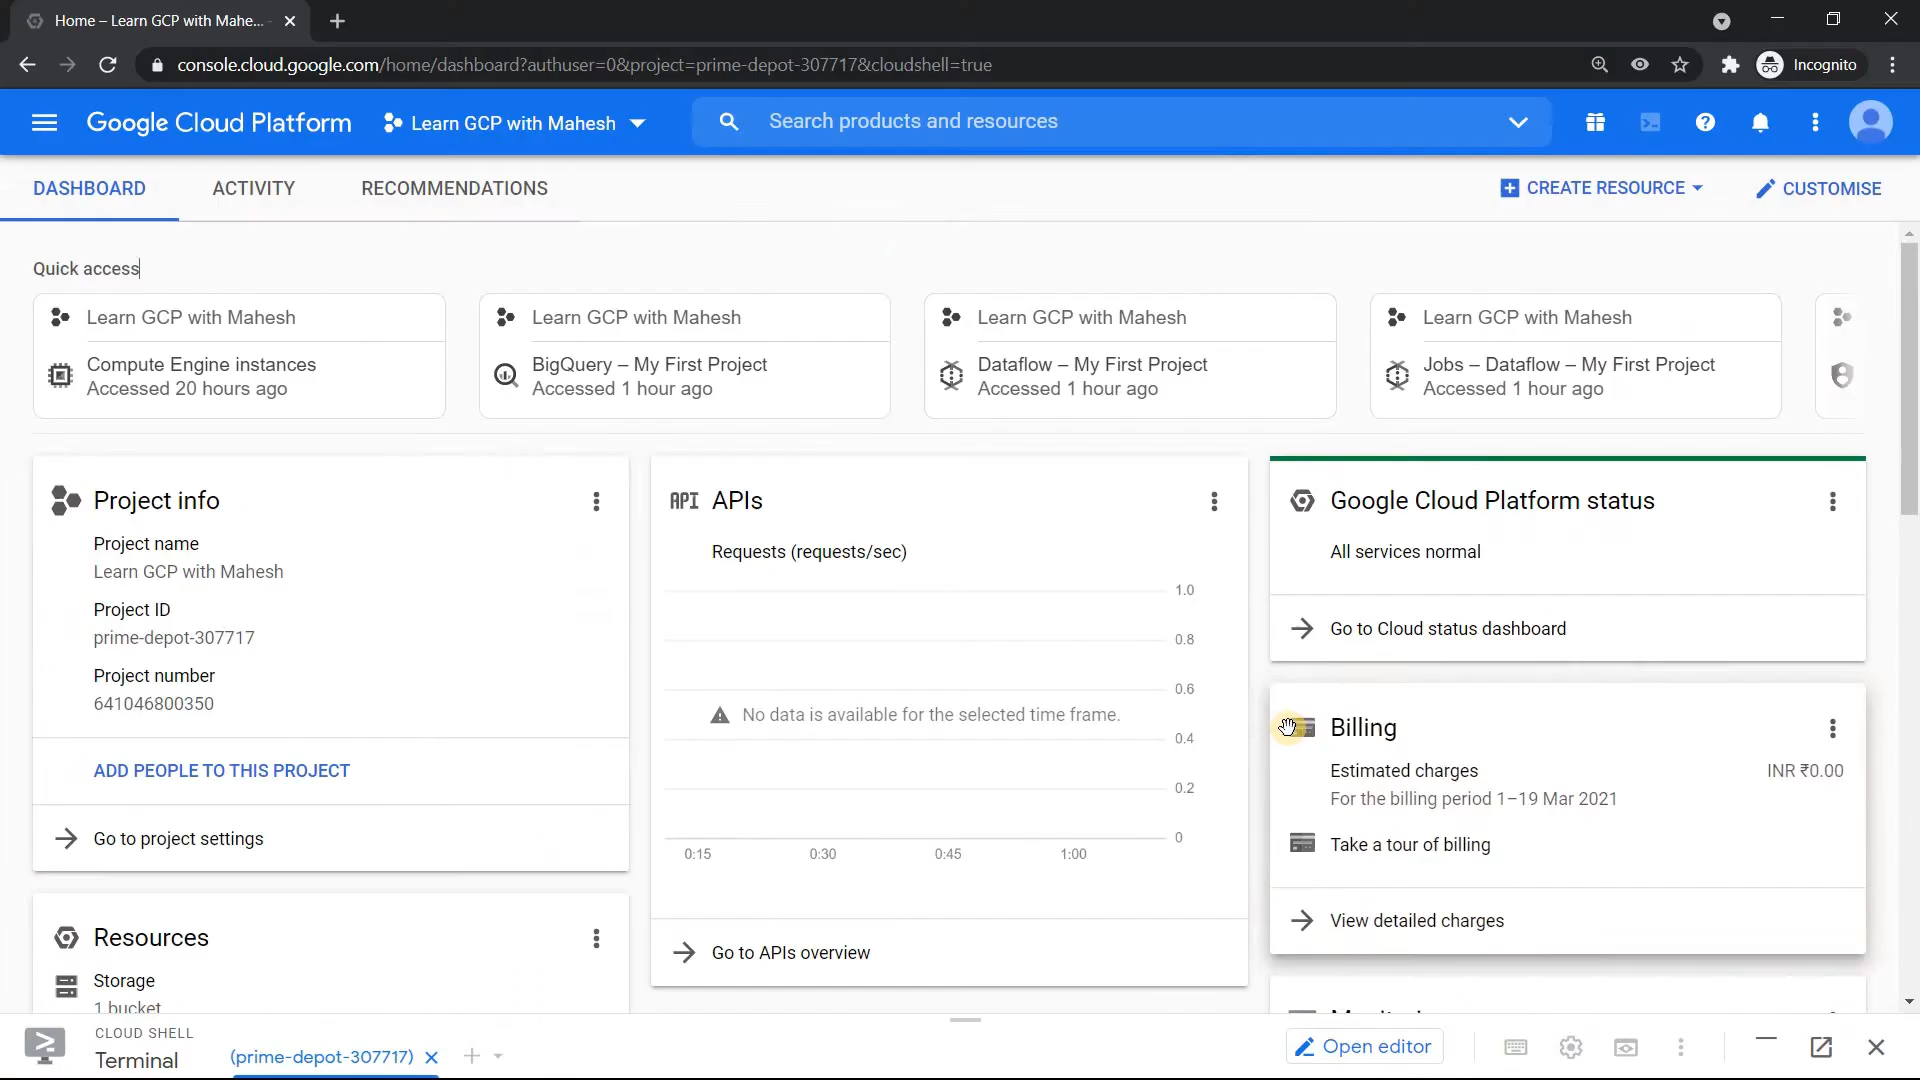 Home – Learn GCP with Mahe...
console.cloud.google.com/home/dashboard?authuser=0&project=prime-depot-307717&cloudshell=true
Incognito
Google Cloud Platform
Learn GCP with Mahesh
Search products and resources
DASHBOARD
ACTIVITY
RECOMMENDATIONS
CREATE RESOURCE
CUSTOMISE
Quick access
Learn GCP with Mahesh
Compute Engine instances
Accessed 20 hours ago
Learn GCP with Mahesh
BigQuery – My First Project
Accessed 1 hour ago
Learn GCP with Mahesh
Dataflow – My First Project
Accessed 1 hour ago
Learn GCP with Mahesh
Jobs – Dataflow – My First Project
Accessed 1 hour ago
Project info
Project name
Learn GCP with Mahesh
Project ID
prime-depot-307717
Project number
641046800350
ADD PEOPLE TO THIS PROJECT
Go to project settings
Resources
Storage
1 bucket
API APIs
Requests (requests/sec)
1.0
0.8
0.6
No data is available for the selected time frame.
0.4
0.2
0
0:15 0:30 0:45 1:00
Go to APIs overview
Google Cloud Platform status
All services normal
Go to Cloud status dashboard
Billing
Estimated charges INR ₹0.00
For the billing period 1–19 Mar 2021
Take a tour of billing
View detailed charges
CLOUD SHELL
Terminal
(prime-depot-307717)
Open editor